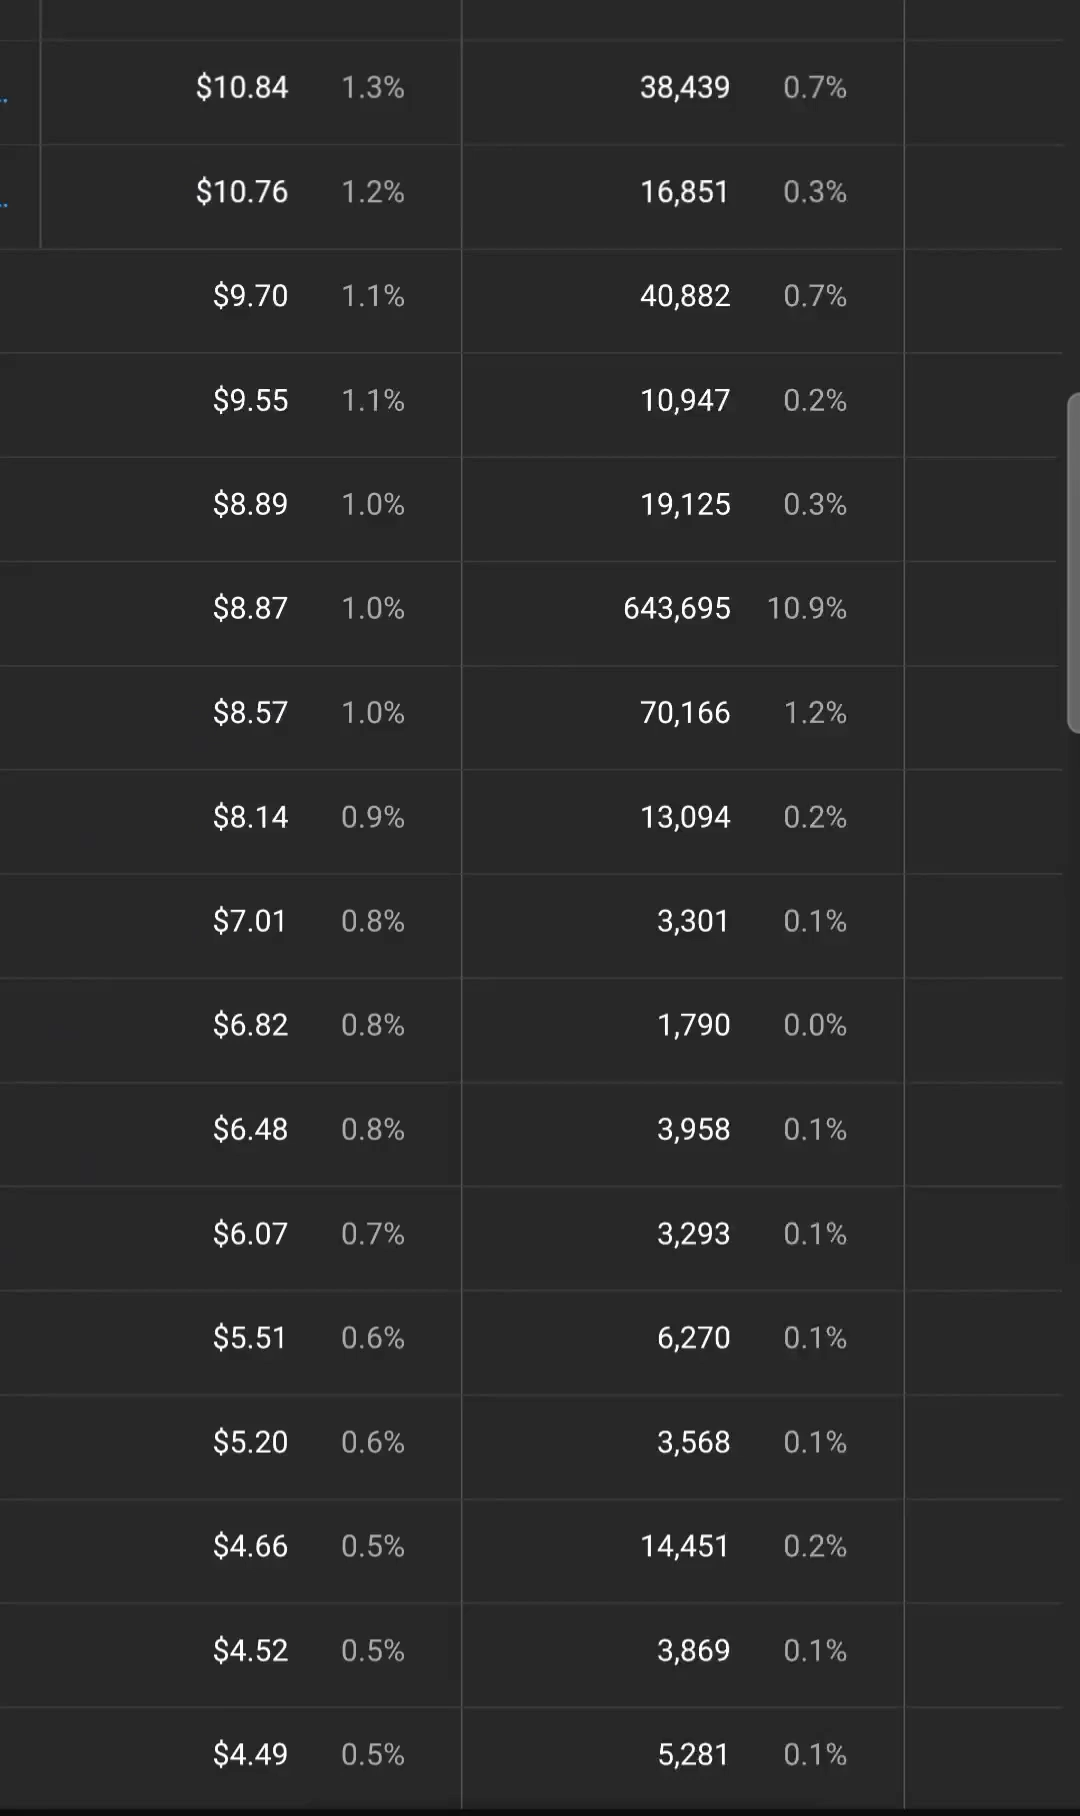 $10.84 1.3% 38,439 0.7%
$10.76 1.2% 16,851 0.3%
$9.70 1.1% 40,882 0.7%
$9.55 1.1% 10,947 0.2%
$8.89 1.0% 19,125 0.3%
$8.87 1.0% 643,695 10.9%
$8.57 1.0% 70,166 1.2%
$8.14 0.9% 13,094 0.2%
$7.01 0.8% 3,301 0.1%
$6.82 0.8% 1,790 0.0%
$6.48 0.8% 3,958 0.1%
$6.07 0.7% 3,293 0.1%
$5.51 0.6% 6,270 0.1%
$5.20 0.6% 3,568 0.1%
$4.66 0.5% 14,451 0.2%
$4.52 0.5% 3,869 0.1%
$4.49 0.5% 5,281 0.1%